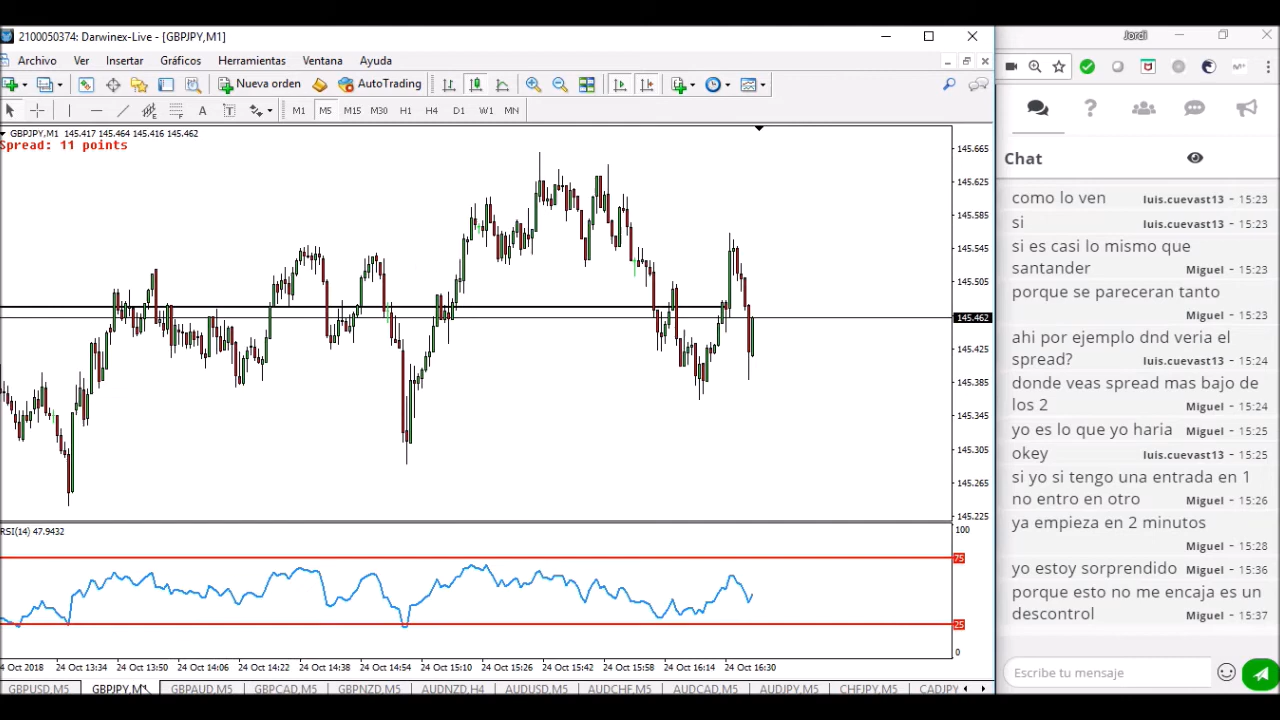 2100050374: Darwinex-Live - [GBPJPY,M1]
Archivo Ver Insertar Gráficos Herramientas Ventana Ayuda
Nueva orden AutoTrading
A T M1 M5 M15 M30 H1 H4 D1 W1 MN
GBPJPY,M1 145.417 145.464 145.416 145.462
Spread: 11 points
145.665
145.625
145.585
145.545
145.505
145.462
145.425
145.385
145.345
145.305
145.265
145.225
RSI(14) 47.9432
100
75
25
0
4 Oct 2018 24 Oct 13:34 24 Oct 13:50 24 Oct 14:06 24 Oct 14:22 24 Oct 14:38 24 Oct 14:54 24 Oct 15:10 24 Oct 15:26 24 Oct 15:58 24 Oct 16:14 24 Oct 16:30
GBPUSD,M5 GBPJPY,M1 GBPAUD,M5 GBPCAD,M5 GBPNZD,M5 AUDNZD,H4 AUDUSD,M5 AUDCHF,M5 AUDCAD,M5 AUDJPY,M5 CHFJPY,M5 CADJPY
Jordi
Chat
como lo ven luis.cuevast13 - 15:23
si luis.cuevast13 - 15:23
si es casi lo mismo que
santander Miguel - 15:23
porque se pareceran tanto
Miguel - 15:23
ahi por ejemplo dnd veria el
spread? luis.cuevast13 - 15:24
donde veas spread mas bajo de
los 2 Miguel - 15:24
yo es lo que yo haria Miguel - 15:25
okey luis.cuevast13 - 15:25
si yo si tengo una entrada en 1
no entro en otro Miguel - 15:26
ya empieza en 2 minutos
Miguel - 15:28
yo estoy sorprendido Miguel - 15:36
porque esto no me encaja es un
descontrol Miguel - 15:37
Escribe tu mensaje